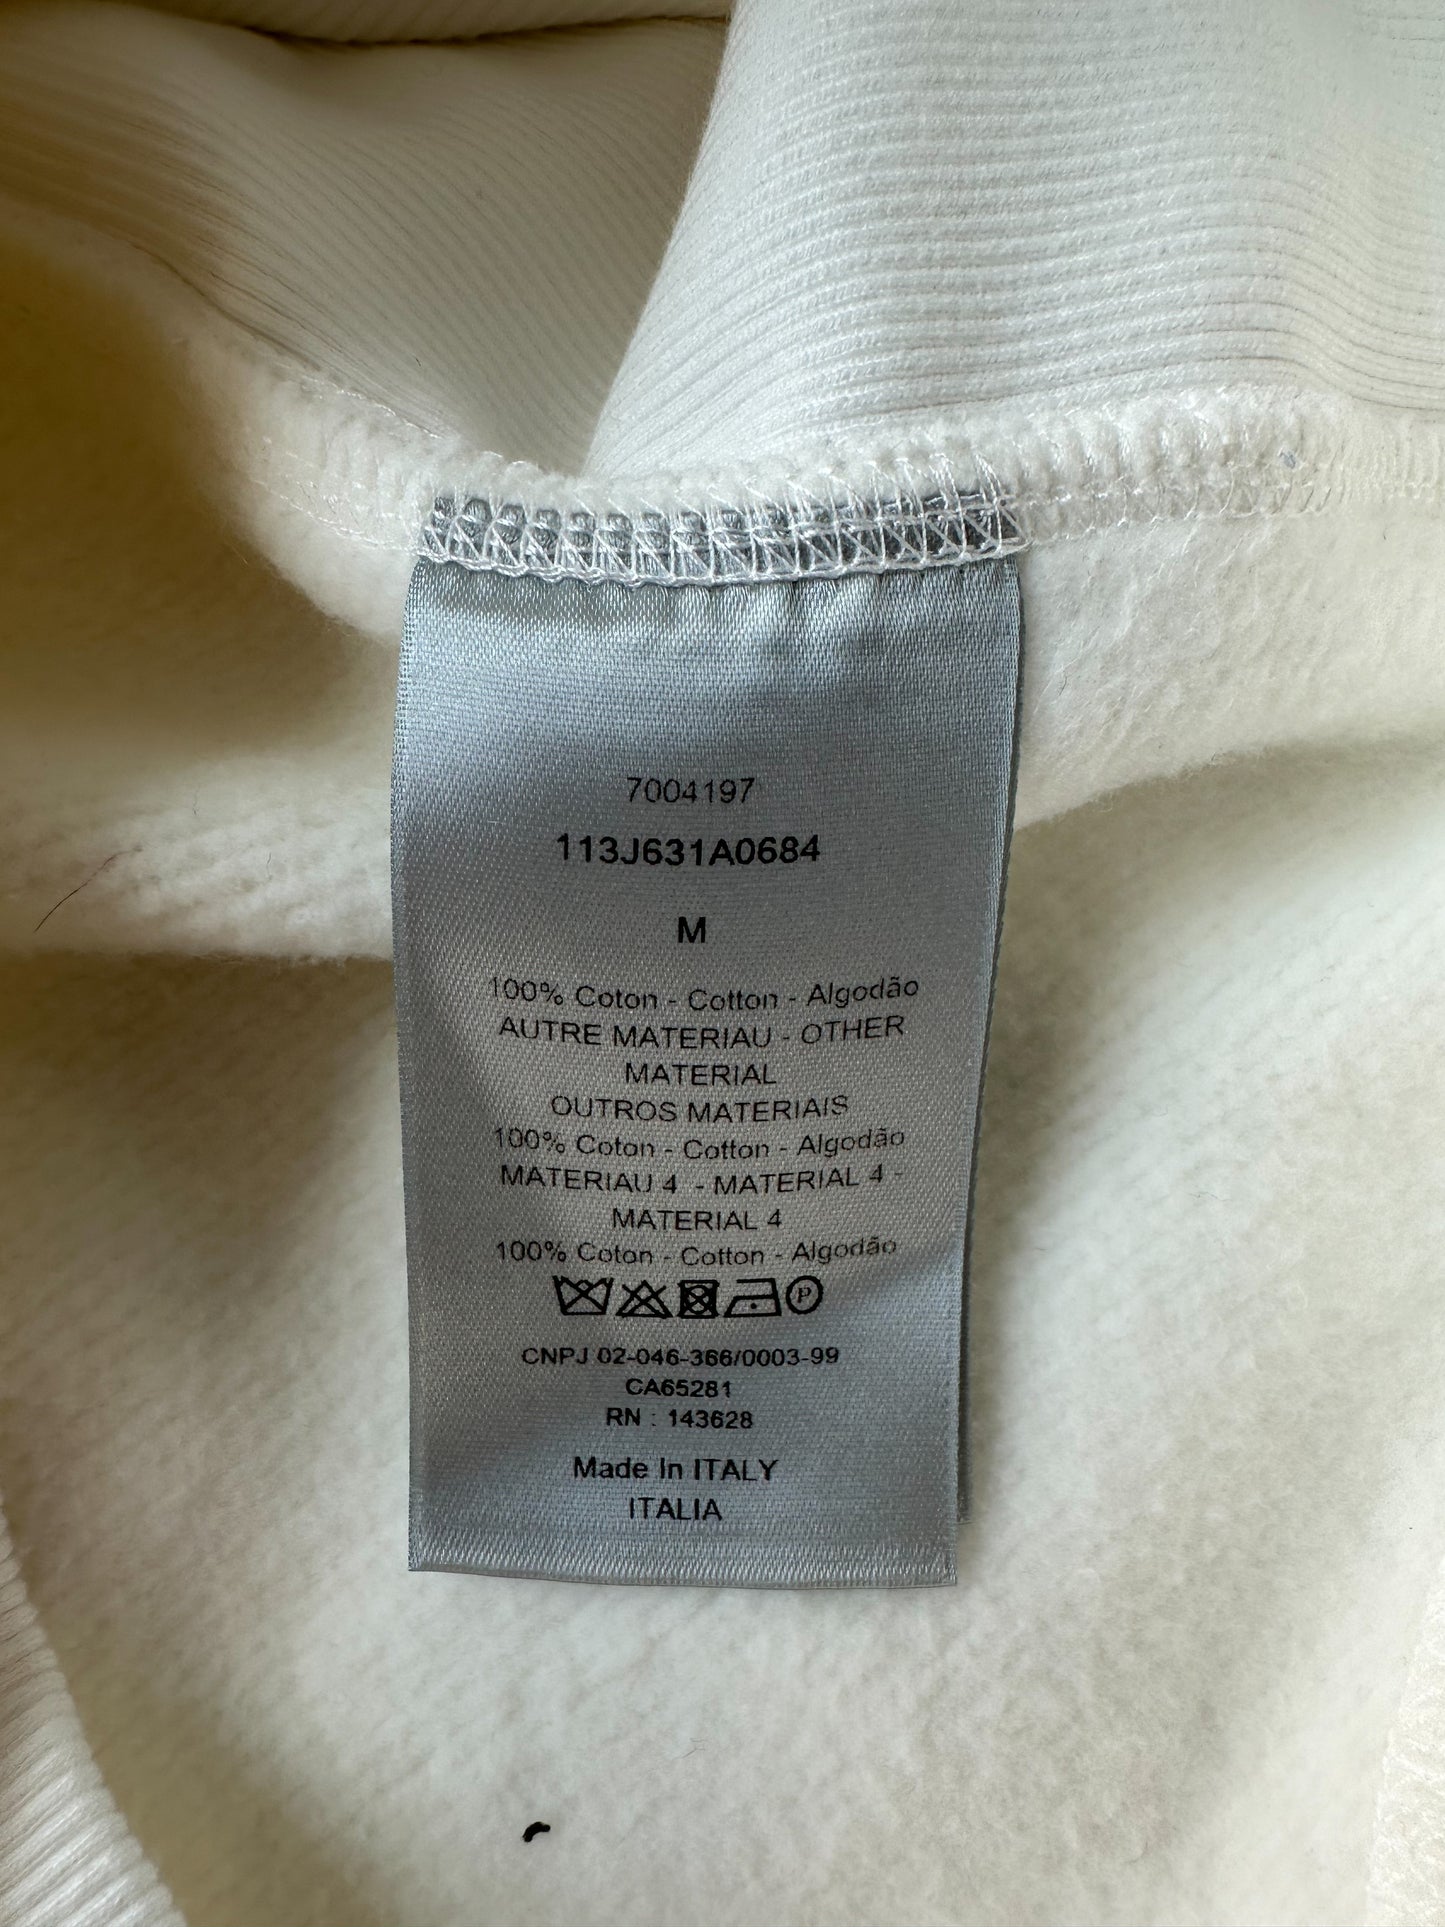 7004197
113J631A0684
M
100% Coton - Cotton - Algodão
AUTRE MATERIAU - OTHER
MATERIAL
OUTROS MATERIAIS
100% Coton - Cotton - Algodão
MATERIAU 4 - MATERIAL 4 -
MATERIAL 4
100% Coton - Cotton - Algodão
P
CNPJ 02-046-366/0003-99
CA65281
RN : 143628
Made In ITALY
ITALIA